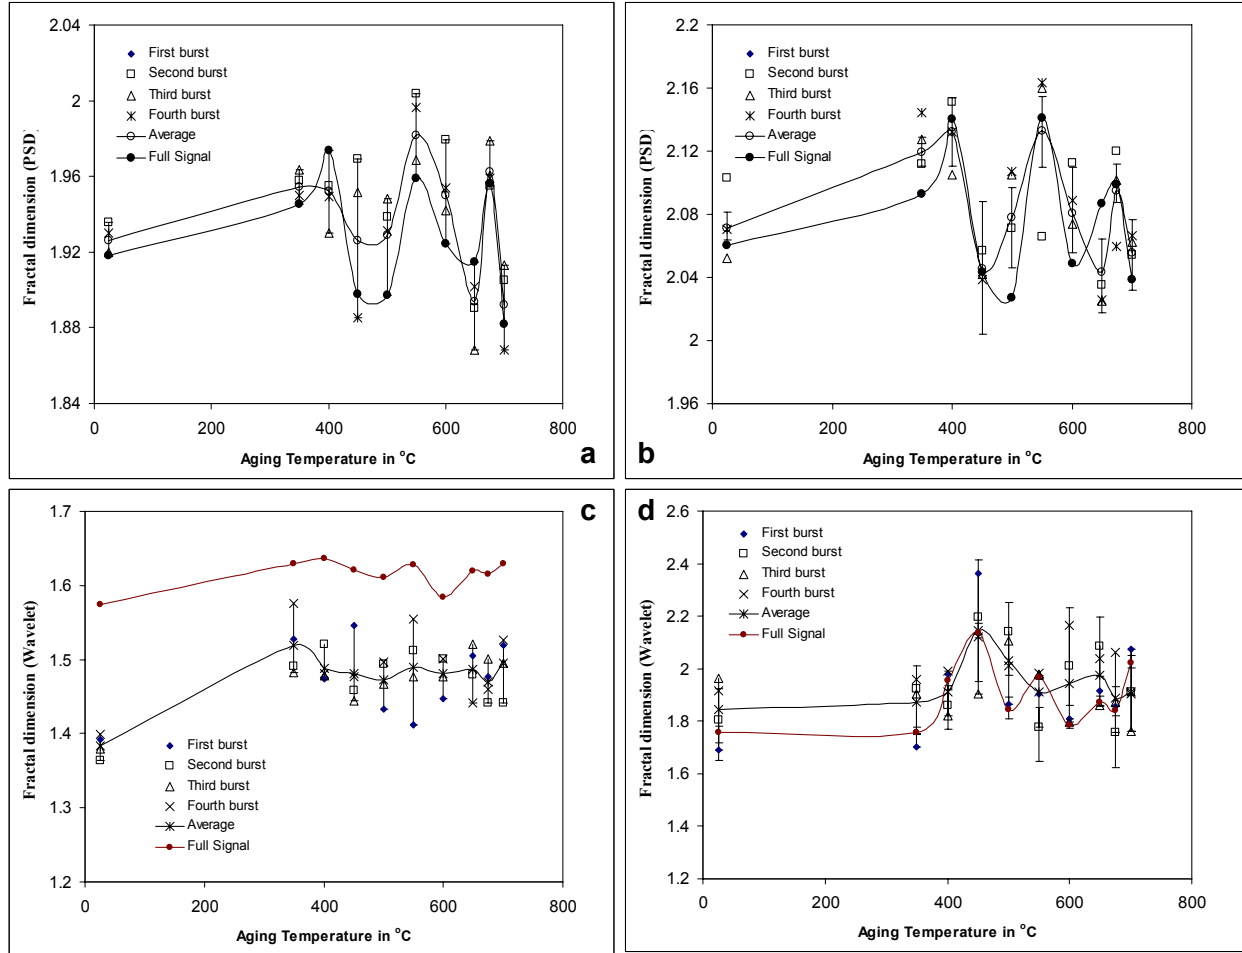 2.04
2
1.96
1.92
1.88
1.84
Fractal dimension (PSD)
First burst
Second burst
Third burst
Fourth burst
Average
Full Signal
0 200 400 600 800
Aging Temperature in °C
a
2.2
2.16
2.12
2.08
2.04
2
1.96
Fractal dimension (PSD)
First burst
Second burst
Third burst
Fourth burst
Average
Full Signal
0 200 400 600 800
Aging Temperature in °C
b
1.7
1.6
1.5
1.4
1.3
1.2
Fractal dimension (Wavelet)
c
First burst
Second burst
Third burst
Fourth burst
Average
Full Signal
0 200 400 600 800
Aging Temperature in °C
d
2.6
2.4
2.2
2
1.8
1.6
1.4
1.2
Fractal dimension (Wavelet)
First burst
Second burst
Third burst
Fourth burst
Average
Full Signal
0 200 400 600 800
Aging Temperature in °C